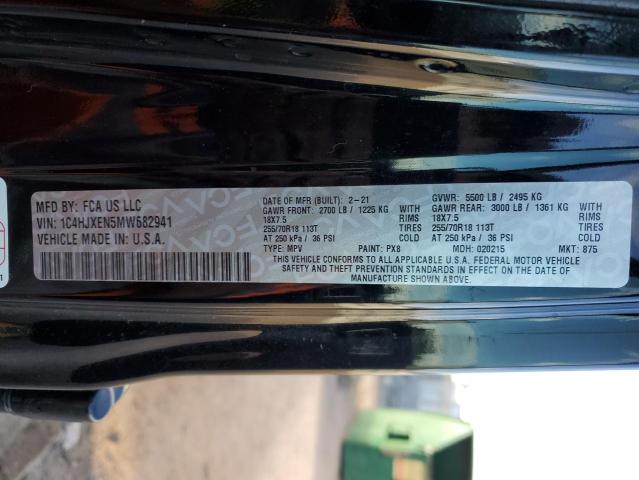 MFD BY: FCA US LLC
VIN: 1C4HJXEN5MW682941
VEHICLE MADE IN U.S.A.
DATE OF MFR (BUILT): 2-21 GVWR: 5500 LB / 2495 KG
GAWR FRONT: 2700 LB / 1225 KG WITH GAWR REAR: 3000 LB / 1361 KG WITH
18X7.5 RIMS 18X7.5 RIMS
255/70R18 113T TIRES 255/70R18 113T TIRES
AT 250 kPa / 36 PSI COLD AT 250 kPa / 36 PSI COLD
TYPE: MPV PAINT: PX8 MDH: 020215 MKT: 875
THIS VEHICLE CONFORMS TO ALL APPLICABLE U.S.A. FEDERAL MOTOR VEHICLE
SAFETY AND THEFT PREVENTION STANDARDS IN EFFECT ON THE DATE OF
MANUFACTURE SHOWN ABOVE.